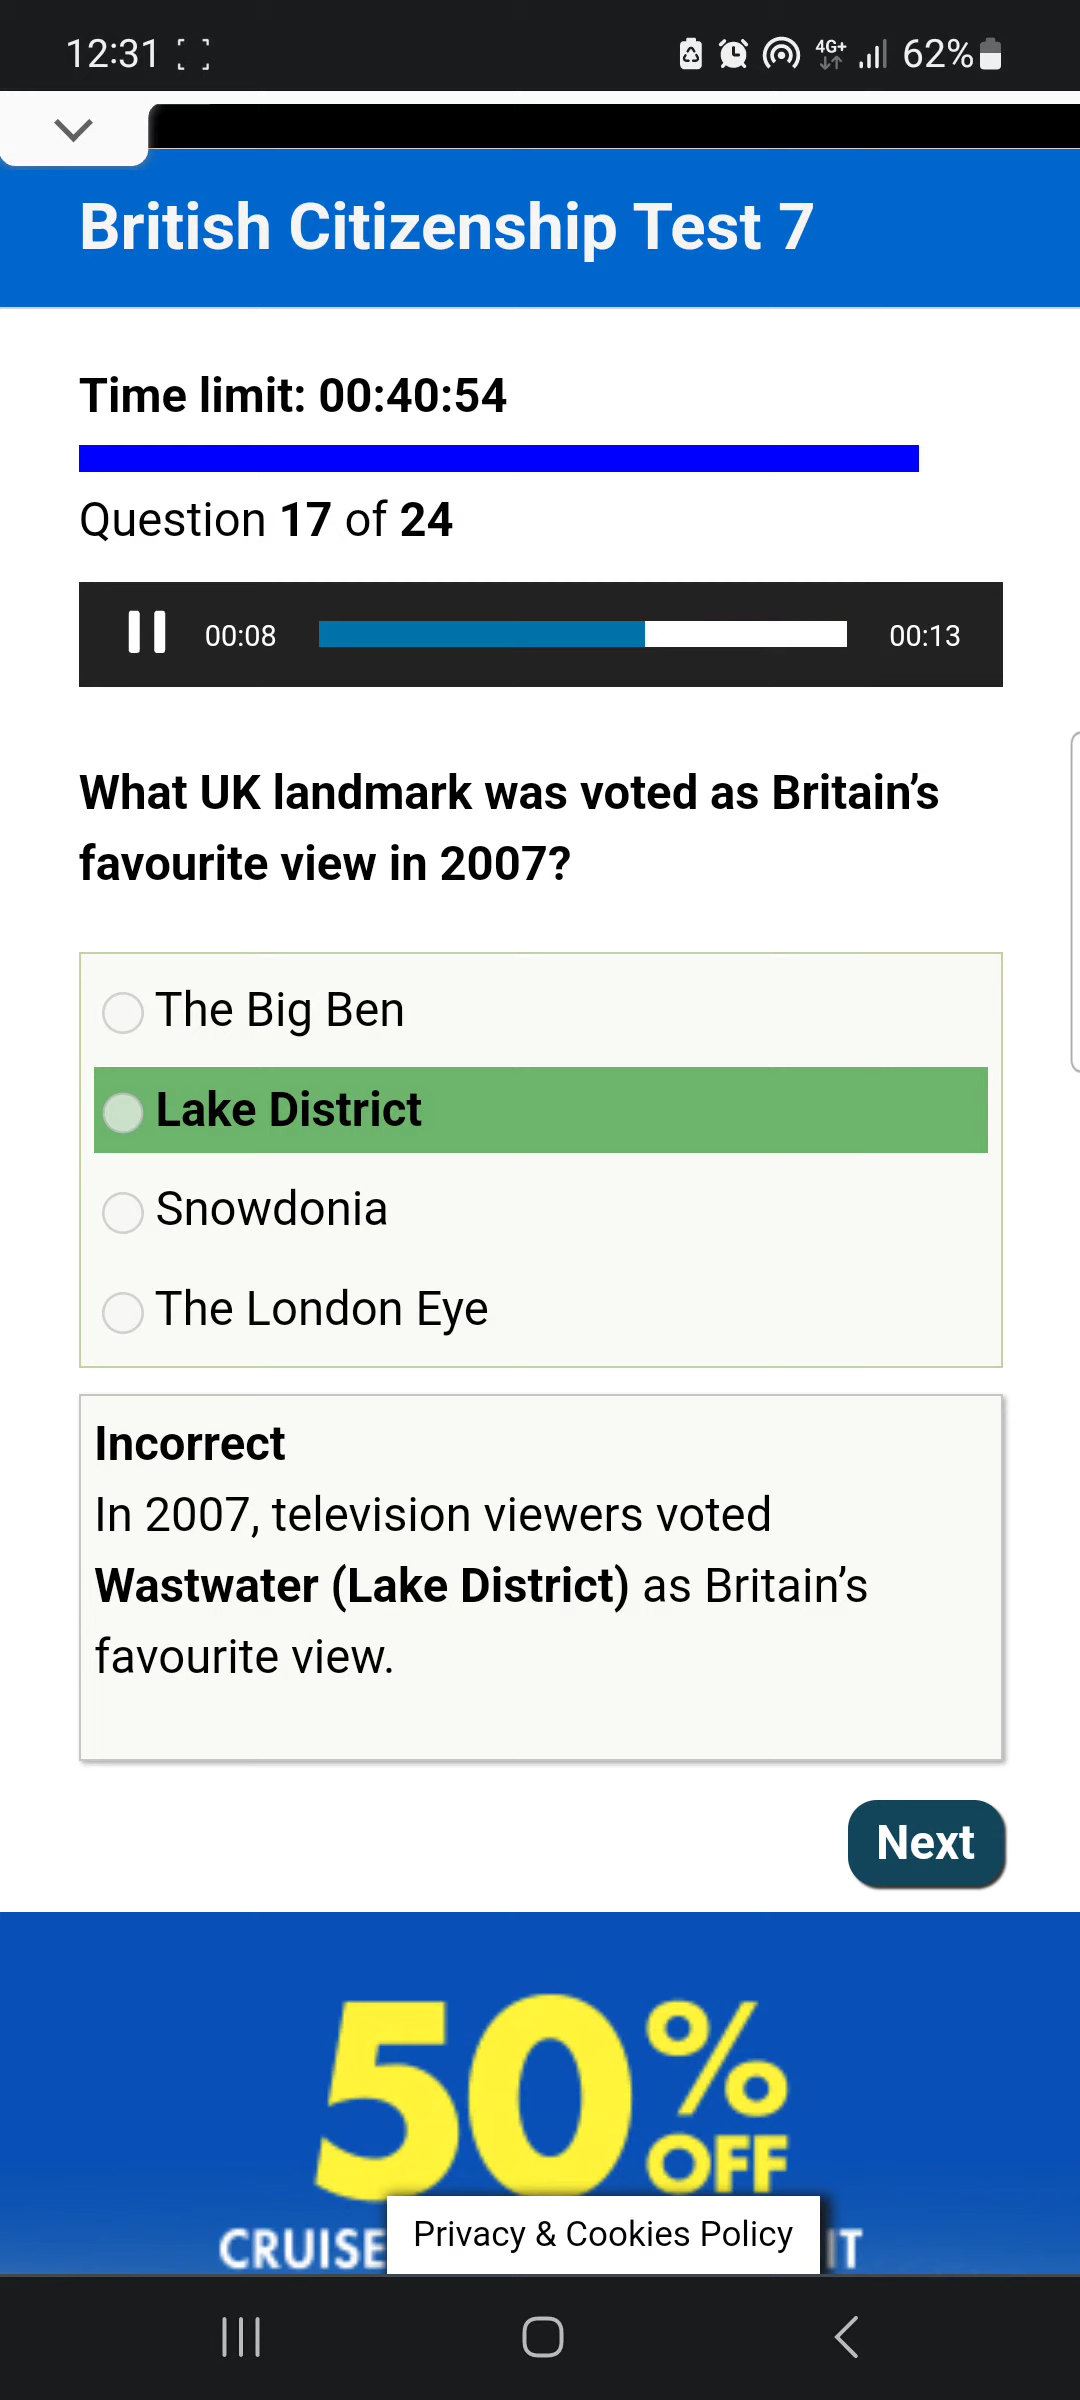 12:31 4G+ 62%
British Citizenship Test 7
Time limit: 00:40:54
Question 17 of 24
00:08 00:13
What UK landmark was voted as Britain’s
favourite view in 2007?
The Big Ben
Lake District
Snowdonia
The London Eye
Incorrect
In 2007, television viewers voted
Wastwater (Lake District) as Britain’s
favourite view.
Next
50%
OFF
CRUISE IT
Privacy & Cookies Policy